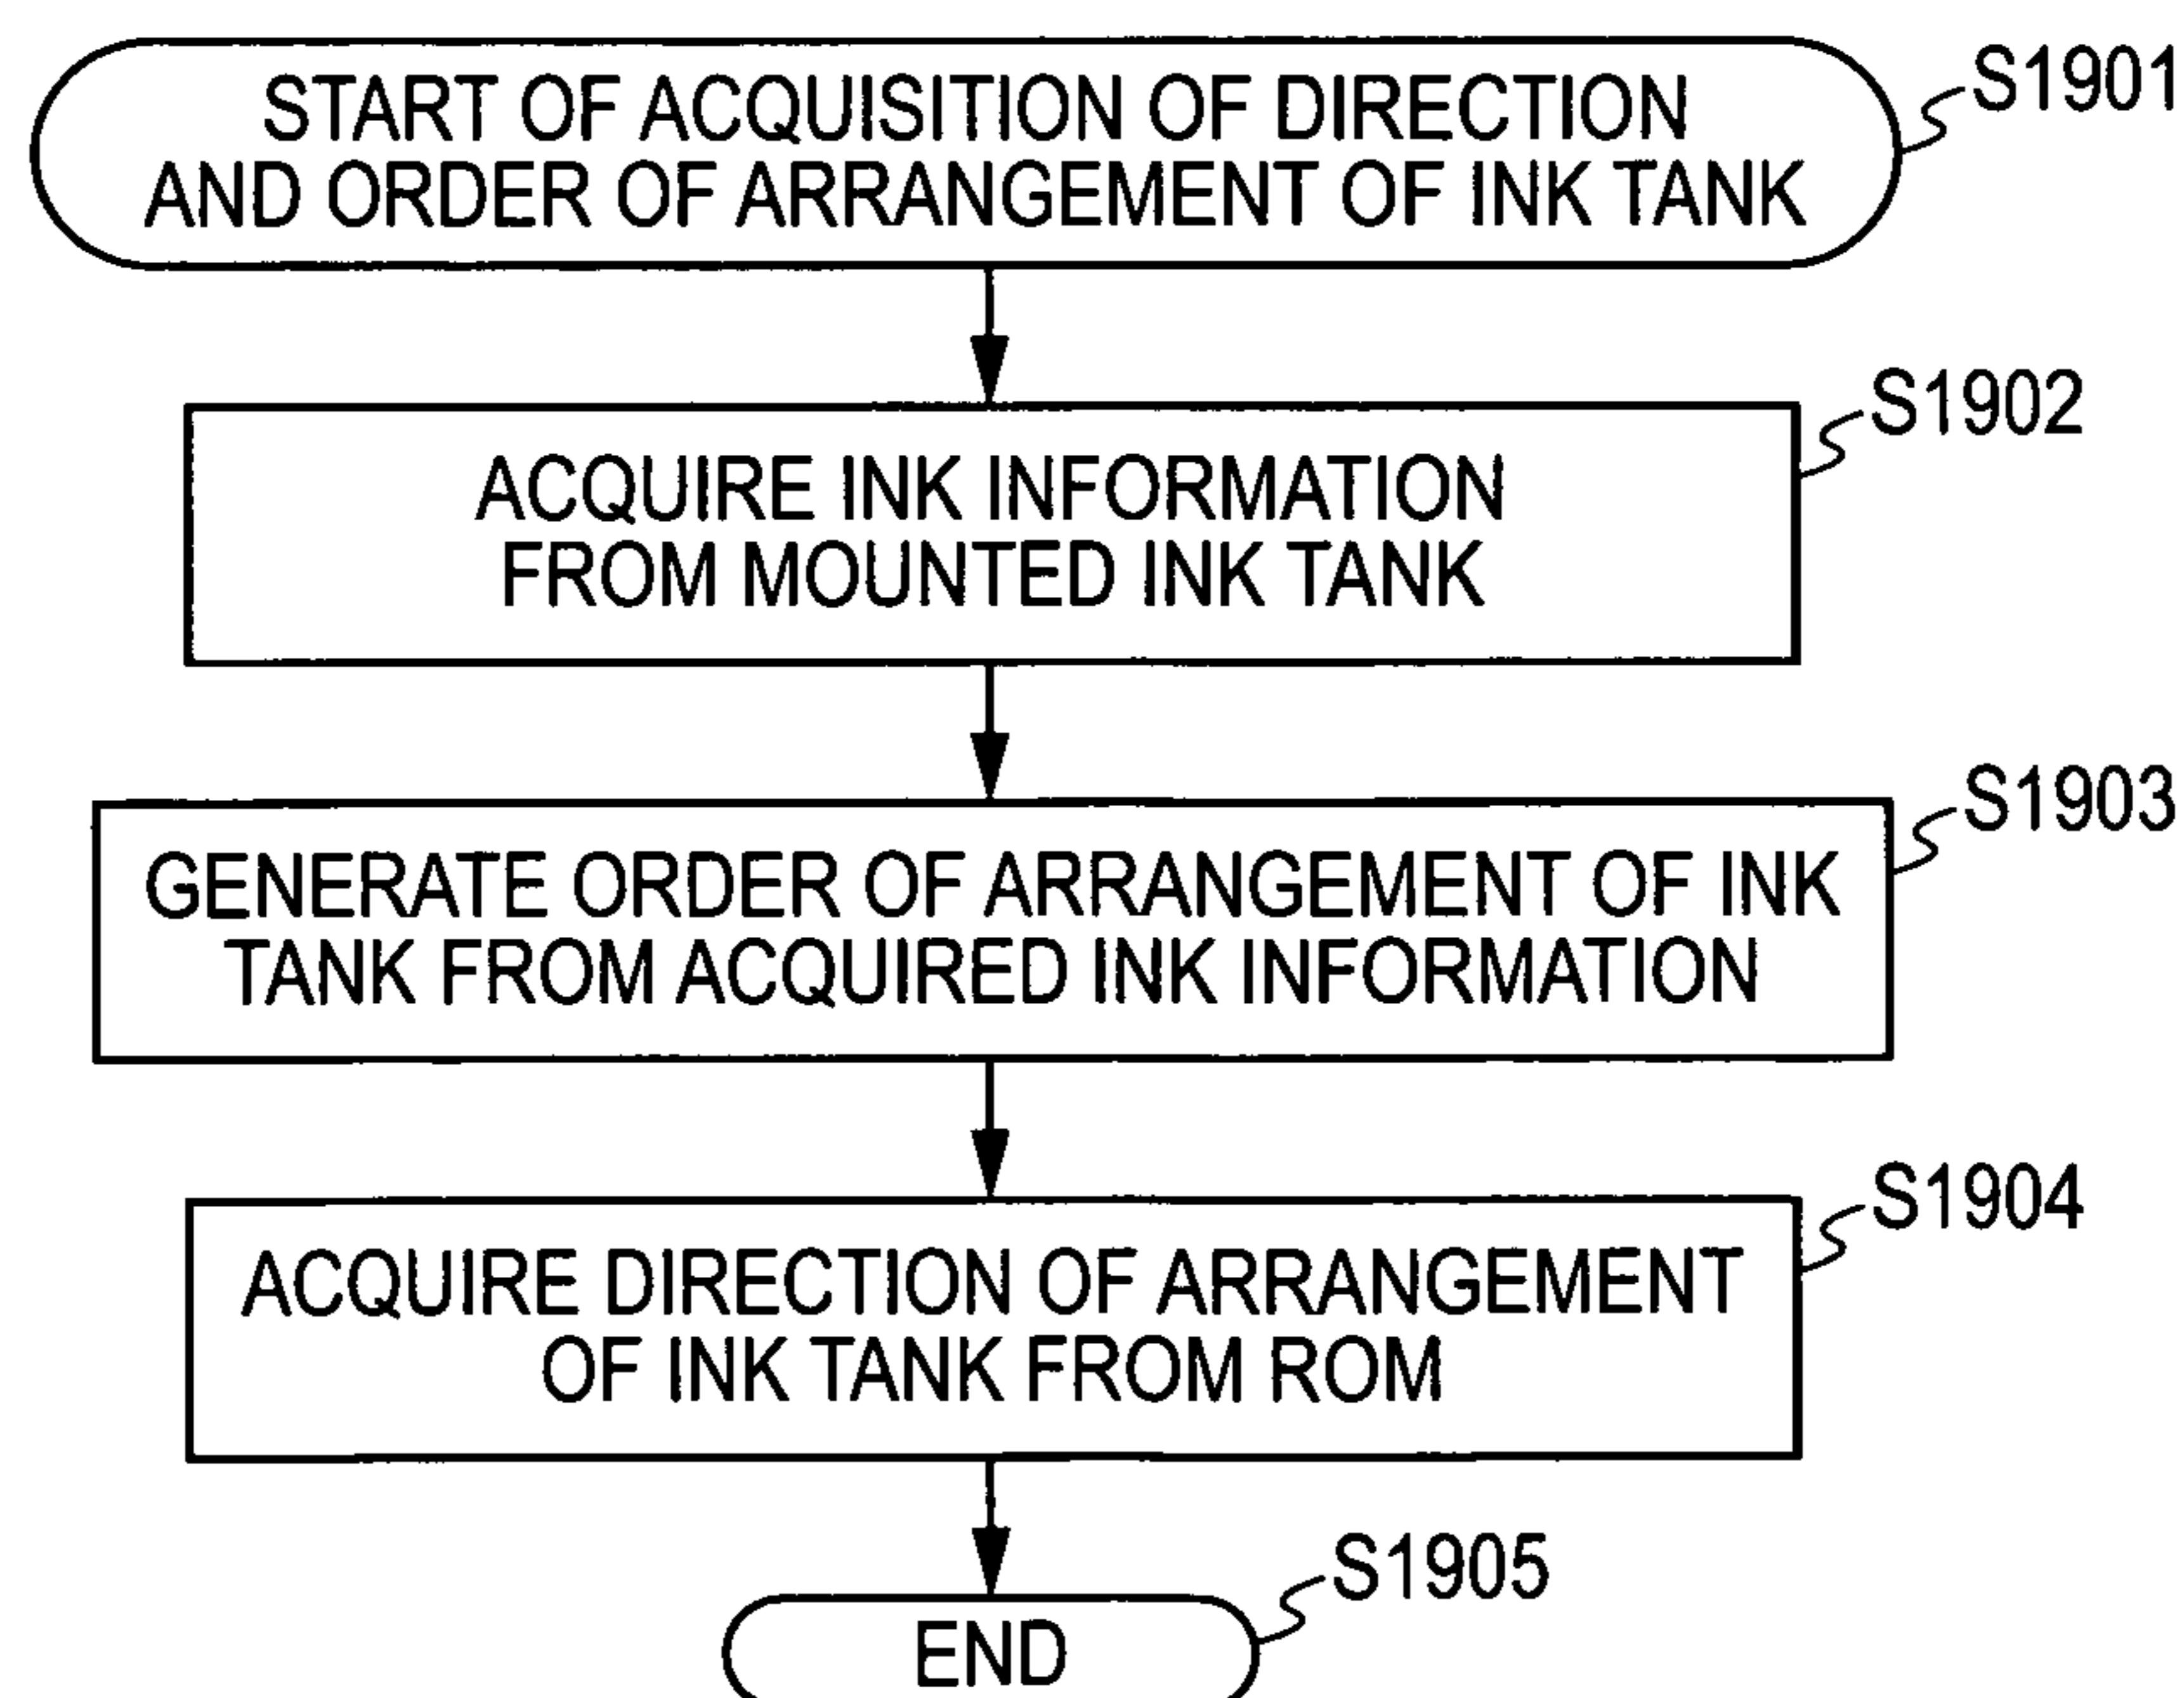 START OF ACQUISITION OF DIRECTION
AND ORDER OF ARRANGEMENT OF INK TANK
S1901
ACQUIRE INK INFORMATION
FROM MOUNTED INK TANK
S1902
GENERATE ORDER OF ARRANGEMENT OF INK
TANK FROM ACQUIRED INK INFORMATION
S1903
ACQUIRE DIRECTION OF ARRANGEMENT
OF INK TANK FROM ROM
S1904
END
S1905